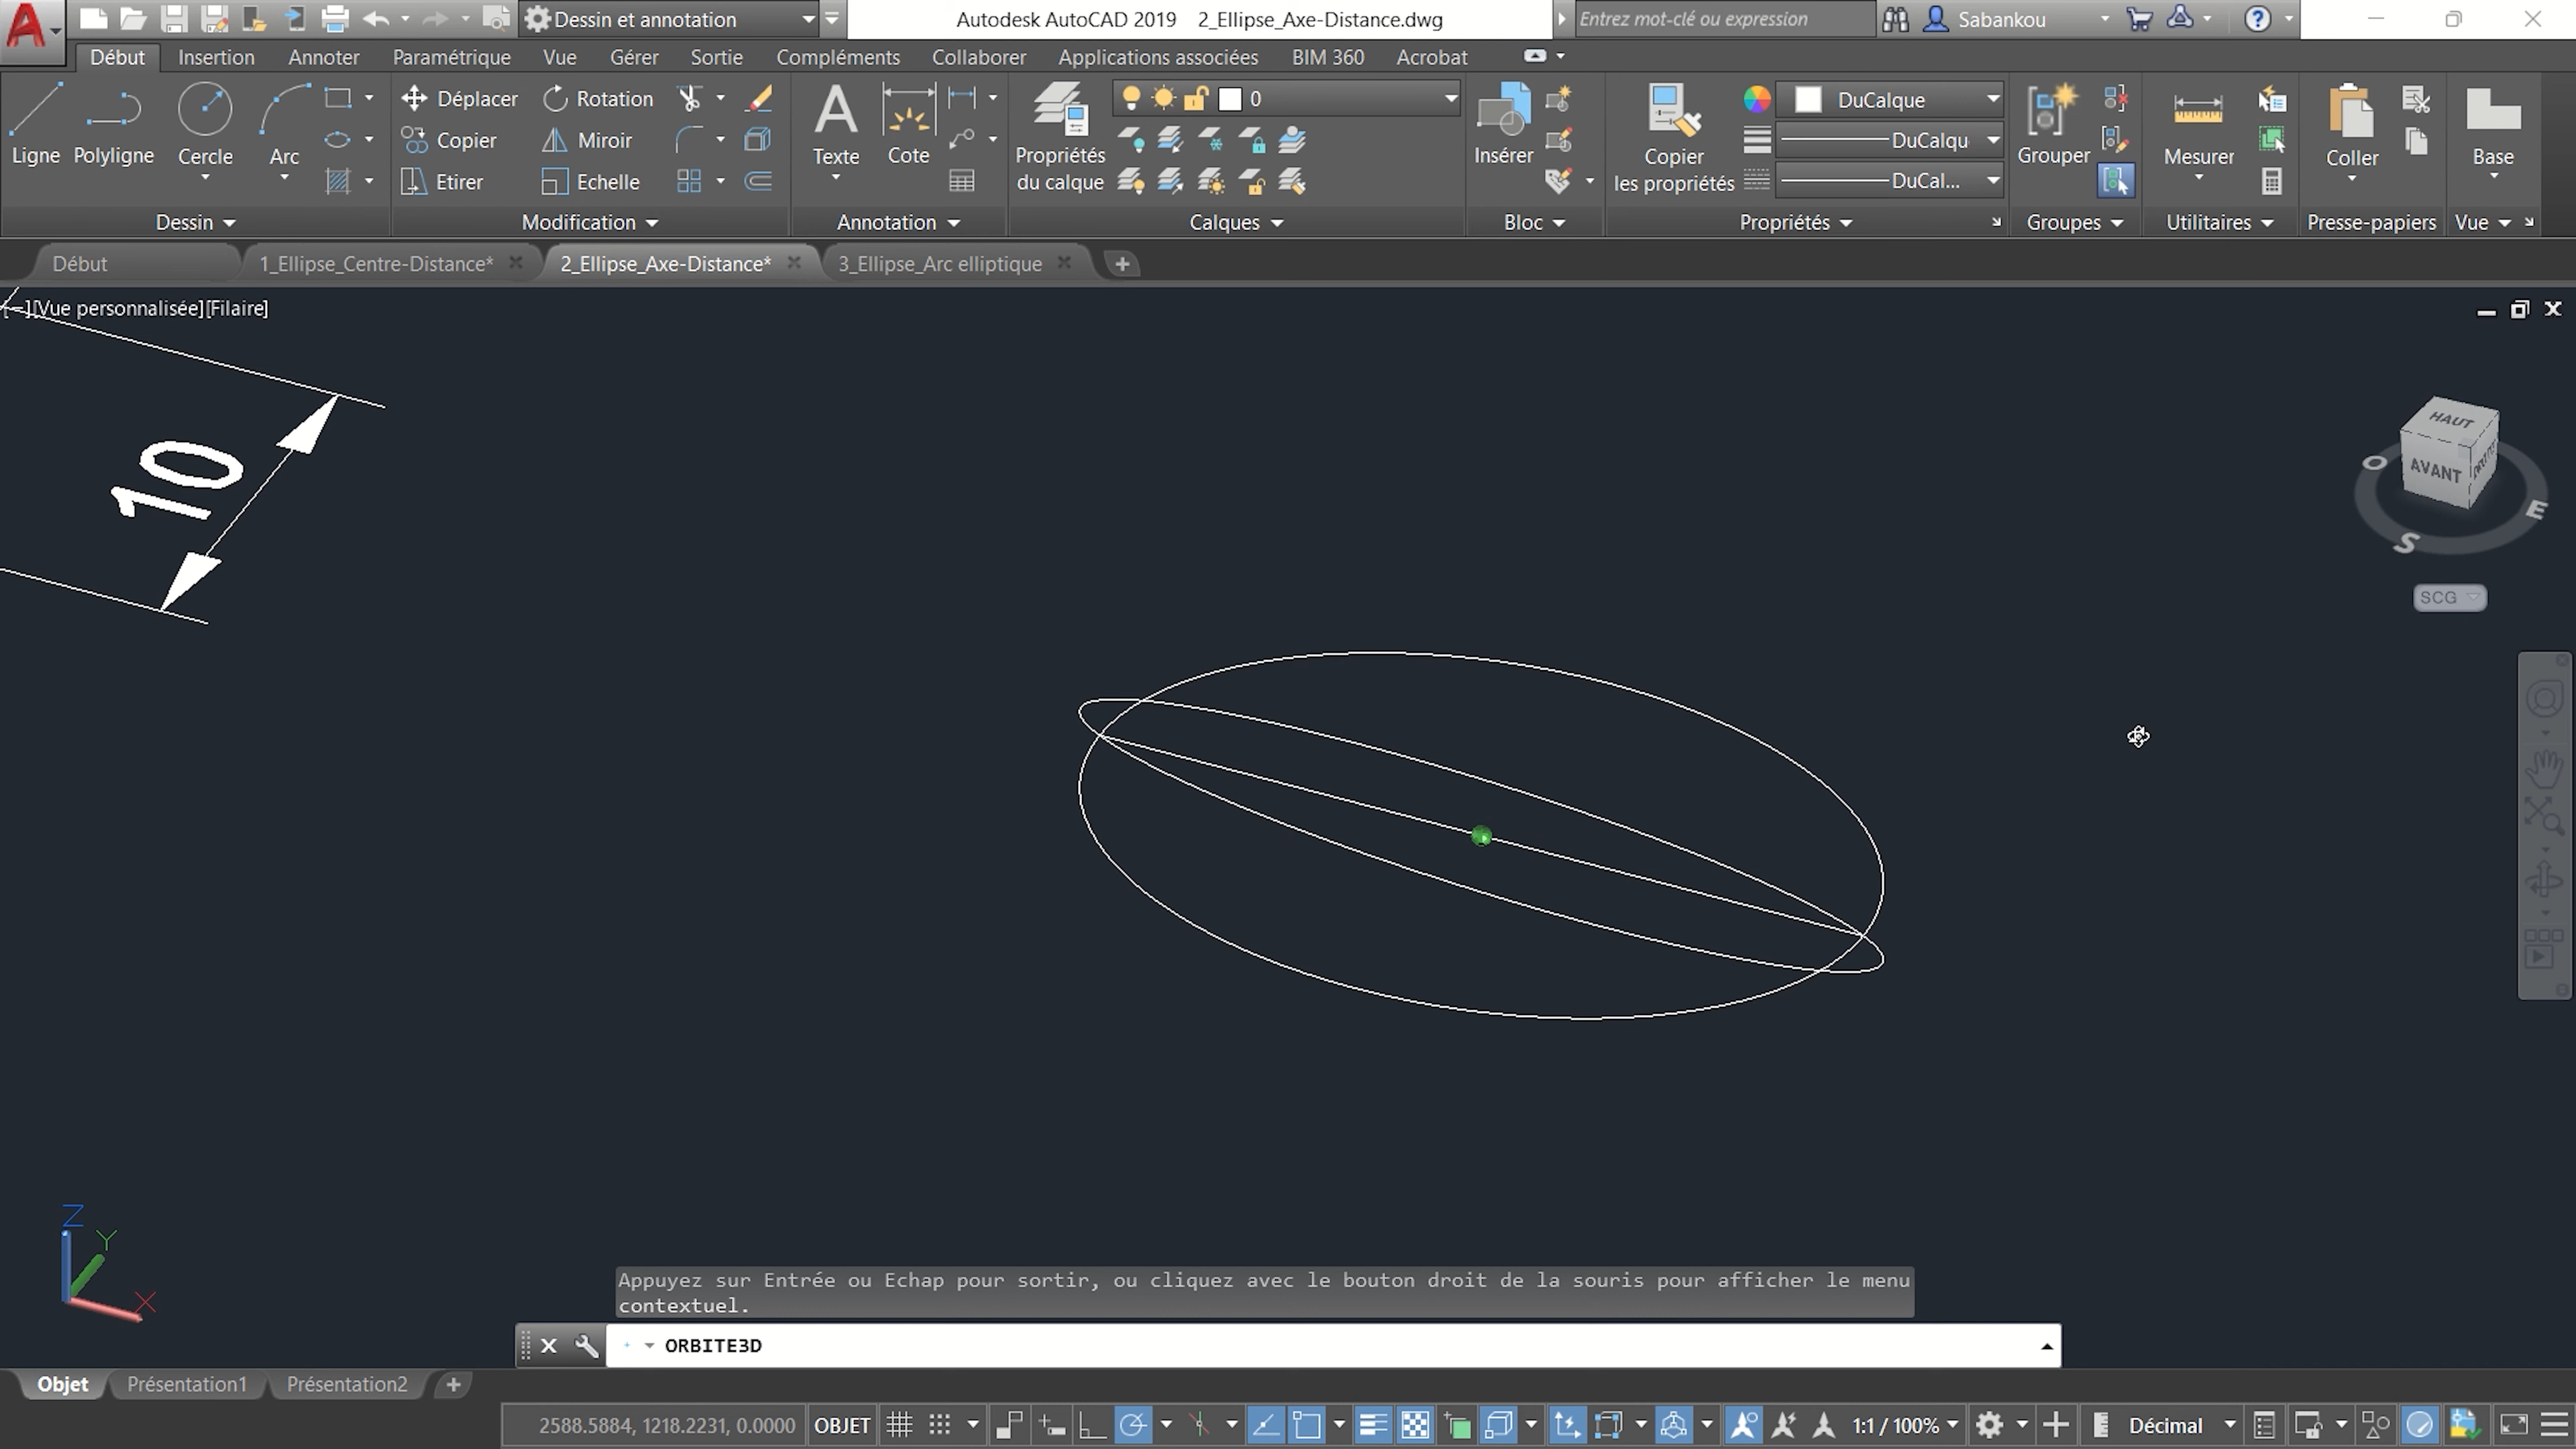 Dessin et annotation
Autodesk AutoCAD 2019 2_Ellipse_Axe-Distance.dwg
Entrez mot-clé ou expression
Sabankou
Début Insertion Annoter Paramétrique Vue Gérer Sortie Compléments Collaborer Applications associées BIM 360 Acrobat
Déplacer Rotation
0
DuCalque
Copier Miroir
DuCalqu
Ligne Polyligne Cercle Arc
Texte Cote
Propriétés
du calque
Insérer
Copier
les propriétés
Grouper
Mesurer
Coller
Base
Etirer Echelle
DuCal...
Dessin Modification Annotation Calques Bloc Propriétés Groupes Utilitaires Presse-papiers Vue
Début 1_Ellipse_Centre-Distance* 2_Ellipse_Axe-Distance* 3_Ellipse_Arc elliptique
[−][Vue personnalisée][Filaire]
10
HAUT
AVANT
O
E
S
SCG
Z
Y
X
Appuyez sur Entrée ou Echap pour sortir, ou cliquez avec le bouton droit de la souris pour afficher le menu
contextuel.
ORBITE3D
Objet Présentation1 Présentation2
2588.5884, 1218.2231, 0.0000 OBJET
1:1 / 100%
Décimal